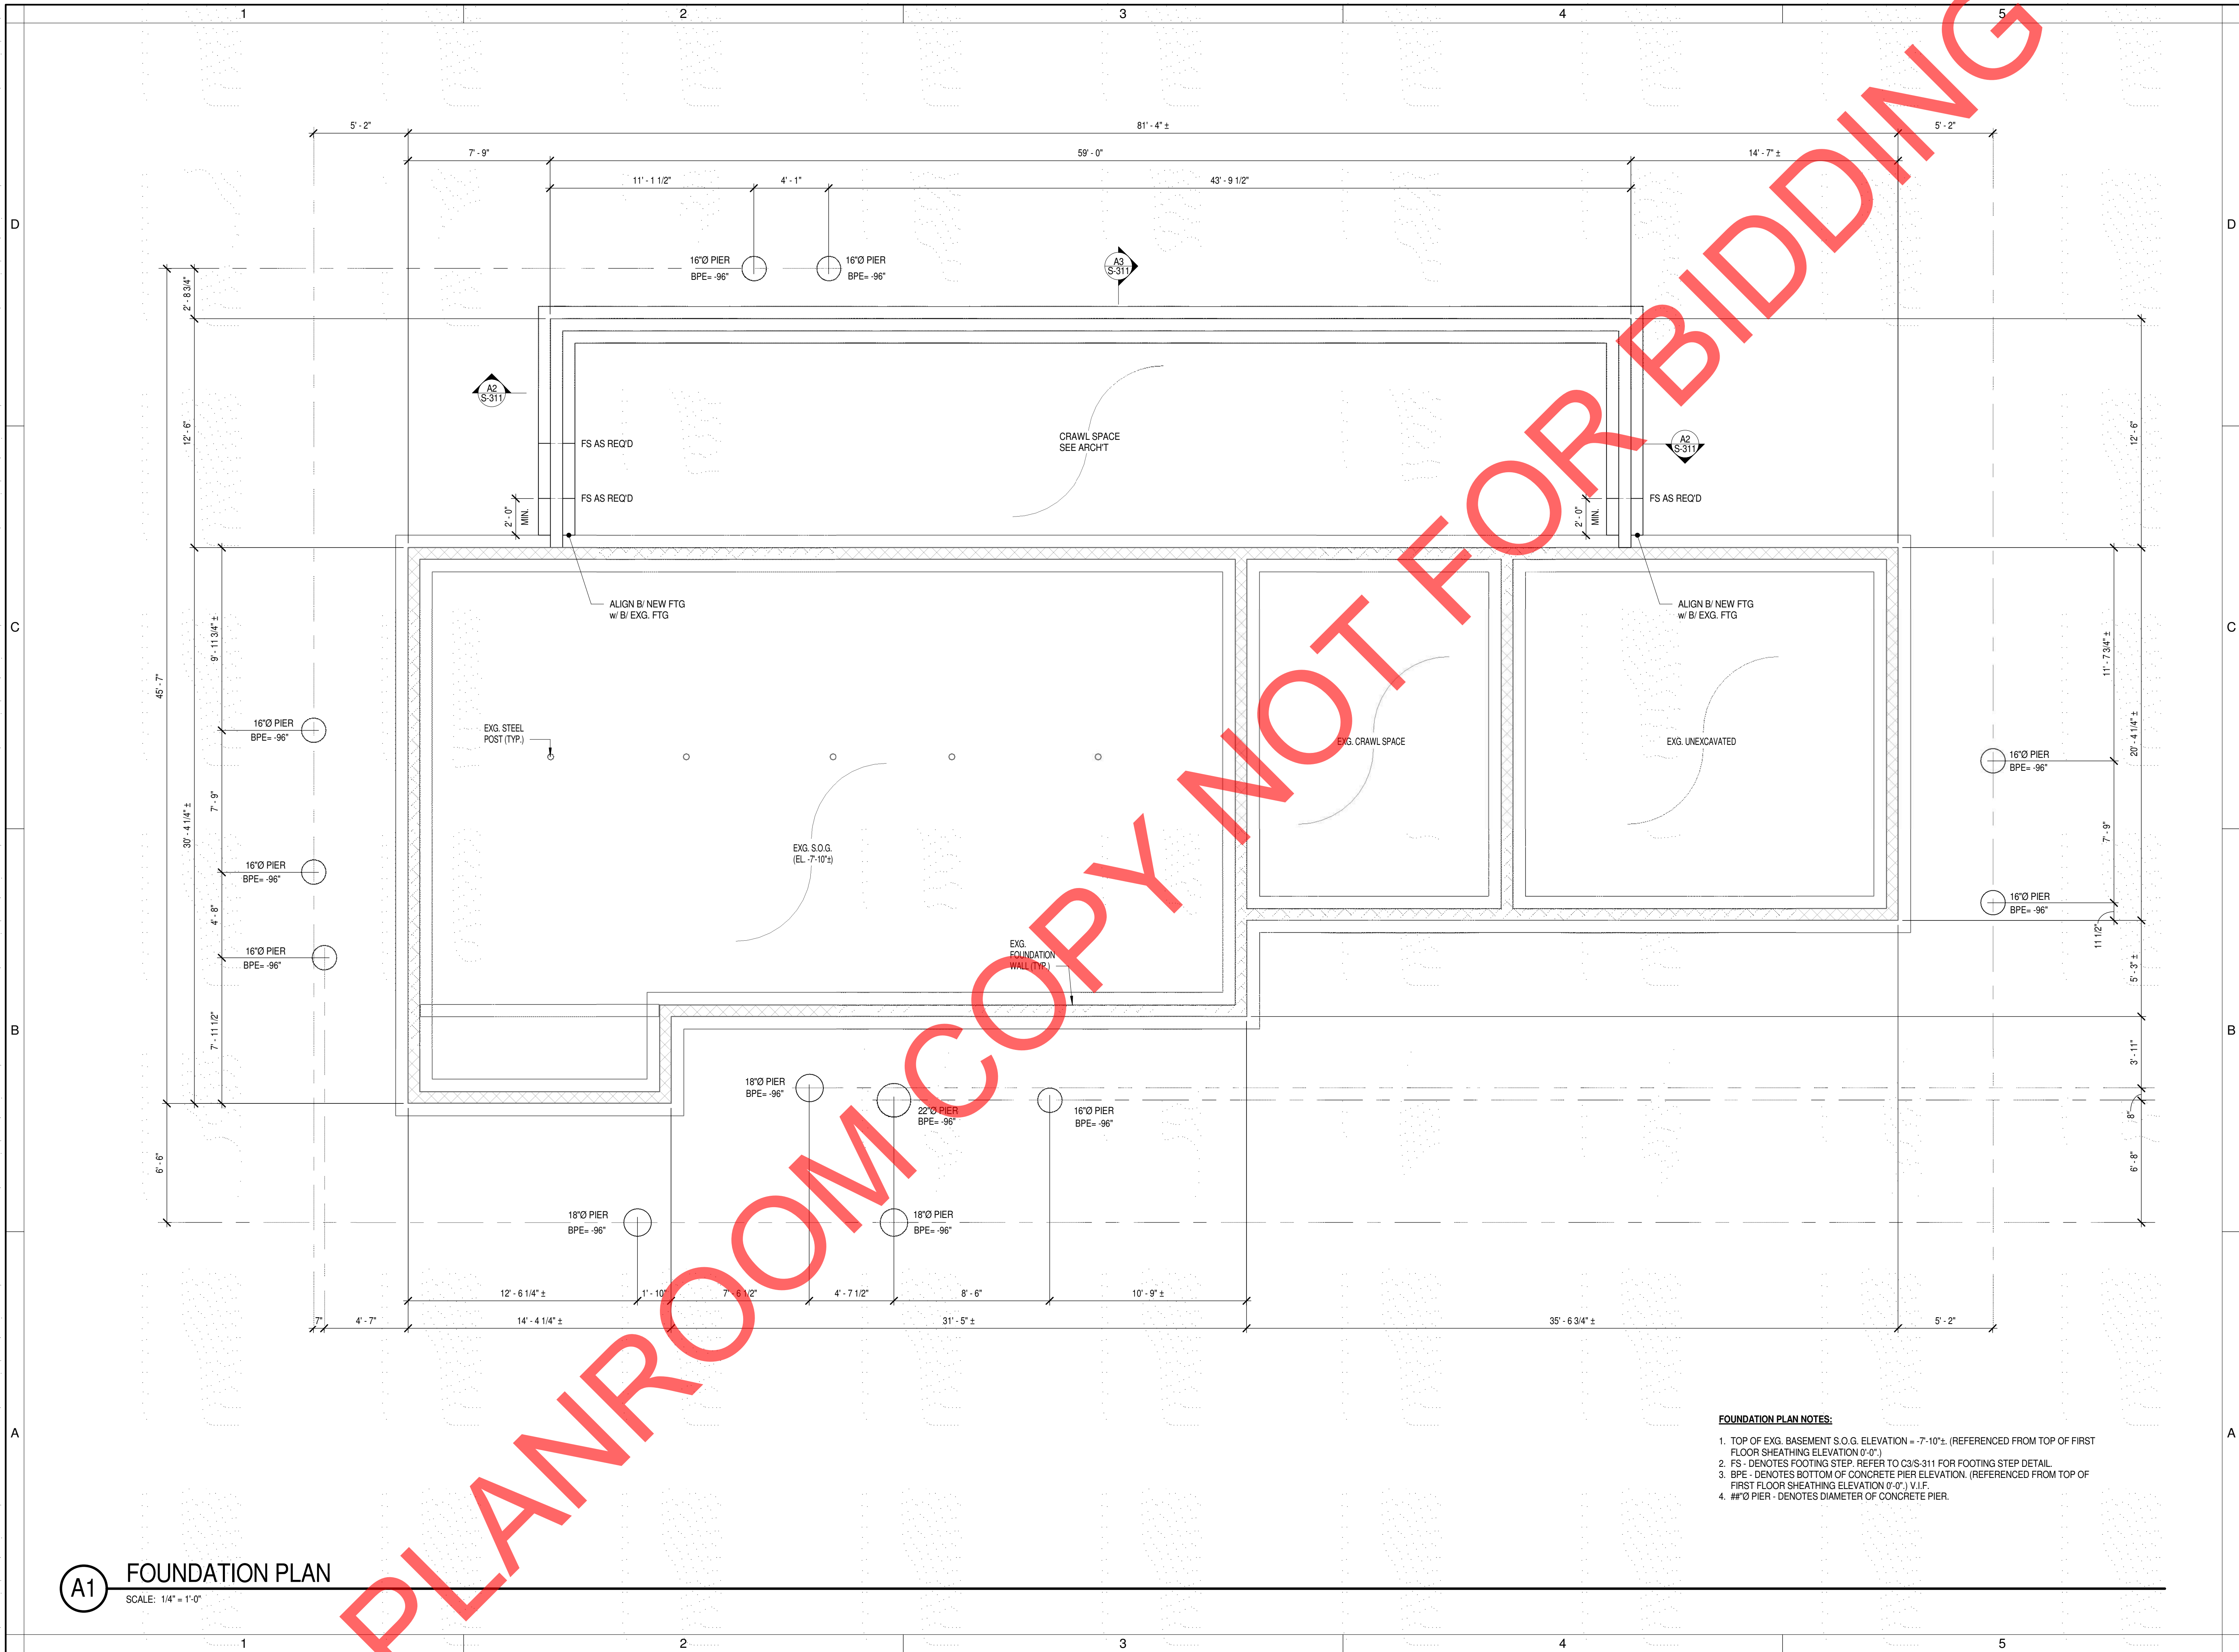 1 2 3 4 5
5' - 2" 81' - 4" ± 5' - 2"
7' - 9" 59' - 0" 14' - 7" ±
11' - 1 1/2" 4' - 1" 43' - 9 1/2"
D D
16"Ø PIER
BPE= -96"
16"Ø PIER
BPE= -96"
A3
S-311
2' - 8 3/4"
A2
S-311
12' - 6"
FS AS REQ'D
CRAWL SPACE
SEE ARCH'T
A2
S-311
12' - 6"
FS AS REQ'D
FS AS REQ'D
2' - 0"
MIN.
2' - 0"
MIN.
ALIGN B/ NEW FTG
w/ B/ EXG. FTG
ALIGN B/ NEW FTG
w/ B/ EXG. FTG
C C
9' - 11 3/4" ±
11' - 7 3/4" ±
45' - 7"
16"Ø PIER
BPE= -96"
EXG. STEEL
POST (TYP.)
EXG. CRAWL SPACE
EXG. UNEXCAVATED
20' - 4 1/4" ±
16"Ø PIER
BPE= -96"
7' - 9"
30' - 4 1/4" ±
7' - 9"
EXG. S.O.G.
(EL. -7'-10"±)
16"Ø PIER
BPE= -96"
16"Ø PIER
BPE= -96"
4' - 8"
11 1/2"
16"Ø PIER
BPE= -96"
EXG.
FOUNDATION
WALL (TYP.)
5' - 3" ±
7' - 11 1/2"
B B
3' - 11"
18"Ø PIER
BPE= -96"
22"Ø PIER
BPE= -96"
16"Ø PIER
BPE= -96"
8"
6' - 6"
6' - 8"
18"Ø PIER
BPE= -96"
18"Ø PIER
BPE= -96"
12' - 6 1/4" ± 1' - 10" 7' - 6 1/2" 4' - 7 1/2" 8' - 6" 10' - 9" ±
7" 4' - 7" 14' - 4 1/4" ± 31' - 5" ± 35' - 6 3/4" ± 5' - 2"
A A
FOUNDATION PLAN NOTES:
1. TOP OF EXG. BASEMENT S.O.G. ELEVATION = -7'-10"±. (REFERENCED FROM TOP OF FIRST
FLOOR SHEATHING ELEVATION 0'-0".)
2. FS - DENOTES FOOTING STEP. REFER TO C3/S-311 FOR FOOTING STEP DETAIL.
3. BPE - DENOTES BOTTOM OF CONCRETE PIER ELEVATION. (REFERENCED FROM TOP OF
FIRST FLOOR SHEATHING ELEVATION 0'-0".) V.I.F.
4. ##"Ø PIER - DENOTES DIAMETER OF CONCRETE PIER.
A1 FOUNDATION PLAN
SCALE: 1/4" = 1'-0"
1 2 3 4 5
PLANROOM COPY NOT FOR BIDDING